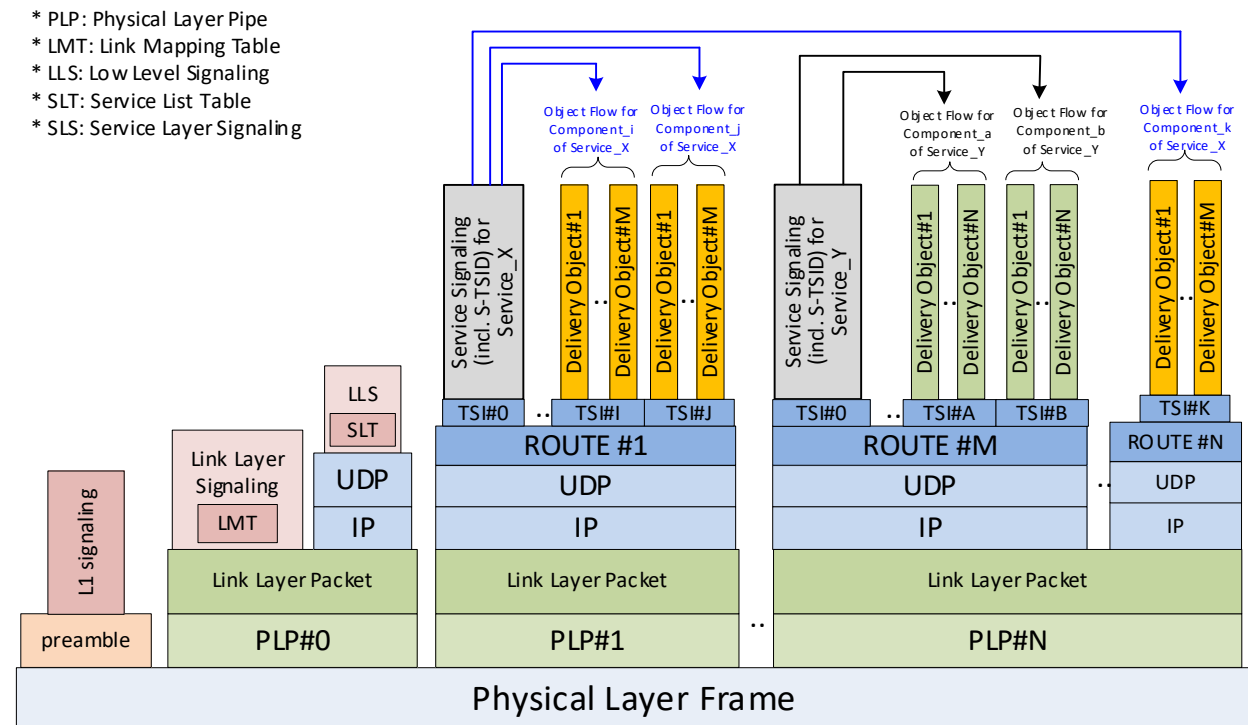 * PLP: Physical Layer Pipe
* LMT: Link Mapping Table
* LLS: Low Level Signaling
* SLT: Service List Table
* SLS: Service Layer Signaling
Object Flow for
Component_i
of Service_X
Object Flow for
Component_j
of Service_X
Object Flow for
Component_a
of Service_Y
Object Flow for
Component_b
of Service_Y
Object Flow for
Component_k
of Service_X
Service Signaling
(incl. S-TSID) for
Service_X
Delivery Object#1
..
Delivery Object#M
Delivery Object#1
..
Delivery Object#M
Service Signaling
(incl. S-TSID) for
Service_Y
Delivery Object#1
..
Delivery Object#N
Delivery Object#1
..
Delivery Object#N
Delivery Object#1
..
Delivery Object#M
TSI#0
..
TSI#I
TSI#J
TSI#0
..
TSI#A
TSI#B
TSI#K
LLS
SLT
ROUTE #1
ROUTE #M
ROUTE #N
Link Layer
Signaling
LMT
UDP
UDP
UDP
..
UDP
IP
IP
IP
IP
L1 signaling
Link Layer Packet
Link Layer Packet
Link Layer Packet
preamble
PLP#0
PLP#1
..
PLP#N
Physical Layer Frame